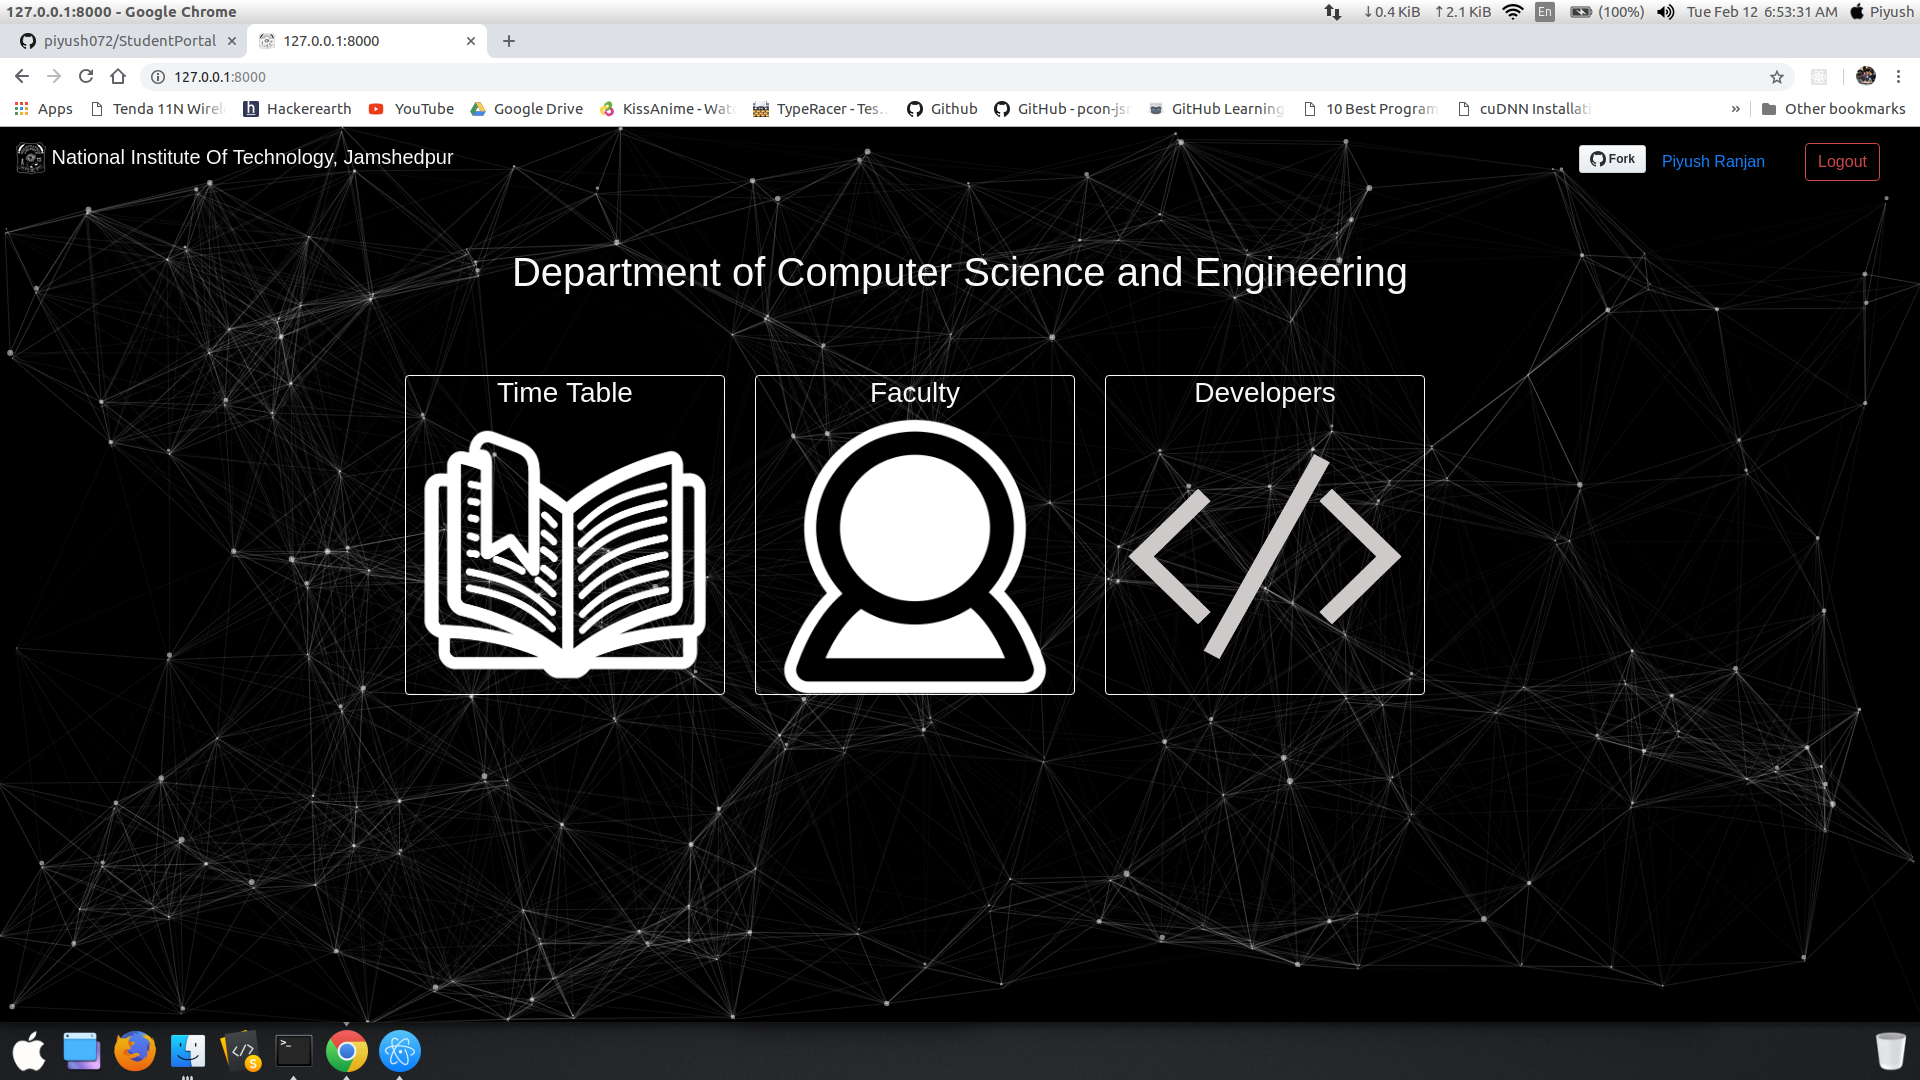 127.0.0.1:8000 - Google Chrome
↓0.4 KiB ↑2.1 KiB En (100%) Tue Feb 12 6:53:31 AM Piyush
piyush072/StudentPortal
127.0.0.1:8000
127.0.0.1:8000
Apps
Tenda 11N Wirel
Hackerearth
YouTube
Google Drive
KissAnime - Wat
TypeRacer - Tes...
Github
GitHub - pcon-jsr
GitHub Learning
10 Best Program
cuDNN Installati
» Other bookmarks
National Institute Of Technology, Jamshedpur
Fork
Piyush Ranjan
Logout
Department of Computer Science and Engineering
Time Table
Faculty
Developers